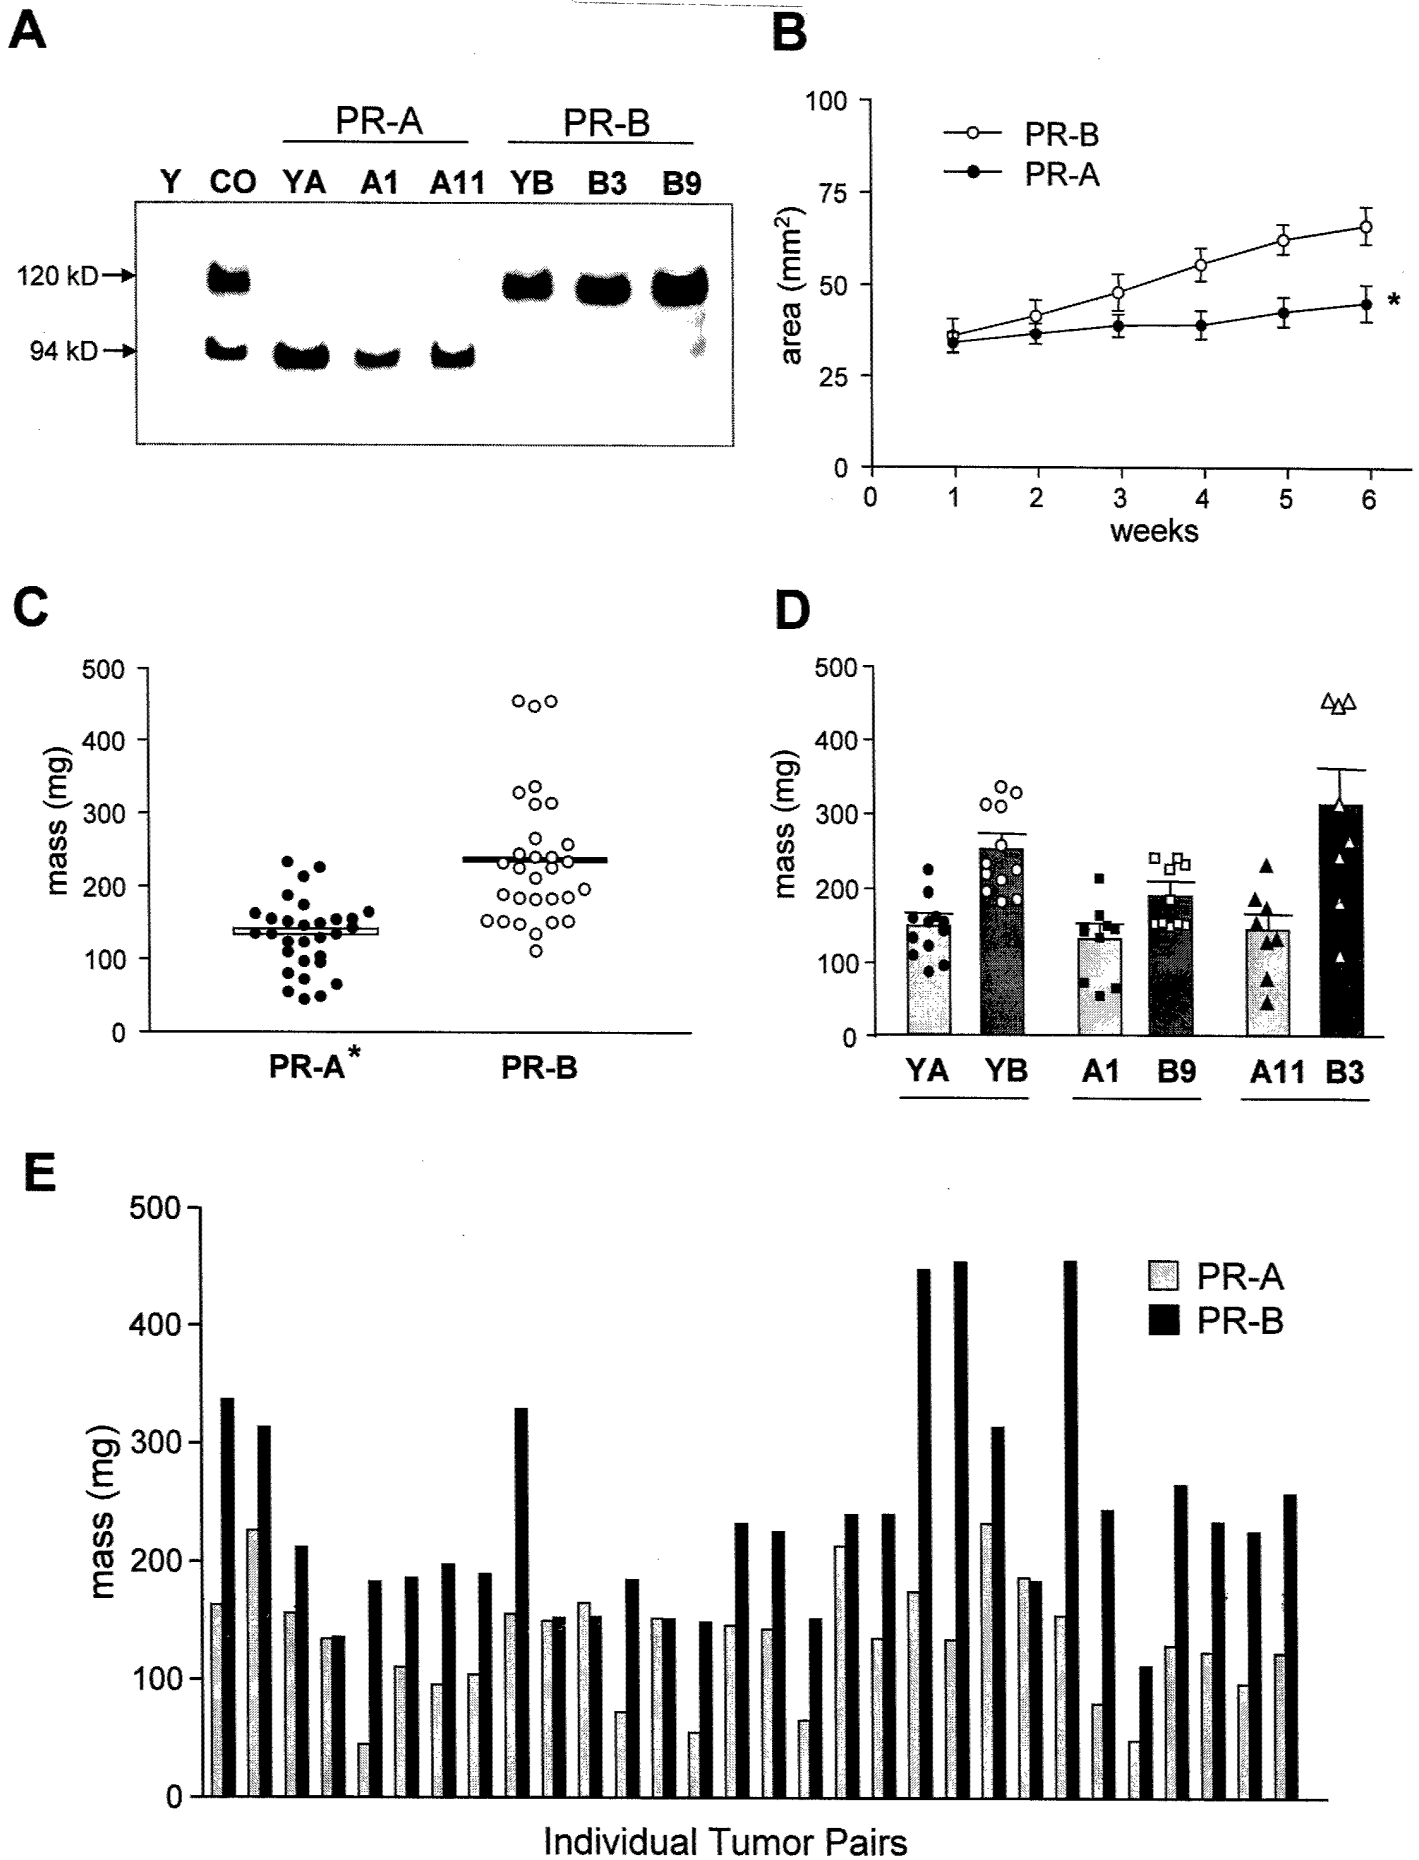 A
PR-A PR-B
Y CO YA A1 A11 YB B3 B9
120 kD
94 kD
B
100
75
50
25
0
area (mm²)
PR-B
PR-A
*
0 1 2 3 4 5 6
weeks
C
500
400
300
200
100
0
mass (mg)
PR-A* PR-B
D
500
400
300
200
100
0
mass (mg)
YA YB A1 B9 A11 B3
E
500
400
300
200
100
0
mass (mg)
PR-A
PR-B
Individual Tumor Pairs